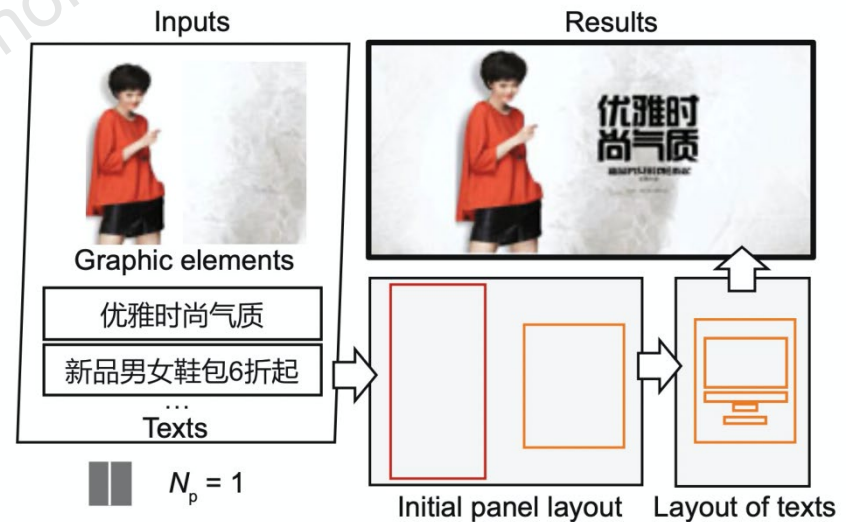 Inputs
Graphic elements
优雅时尚气质
新品男女鞋包6折起
...
Texts
Np = 1
Results
优雅时
尚气质
Initial panel layout
Layout of texts